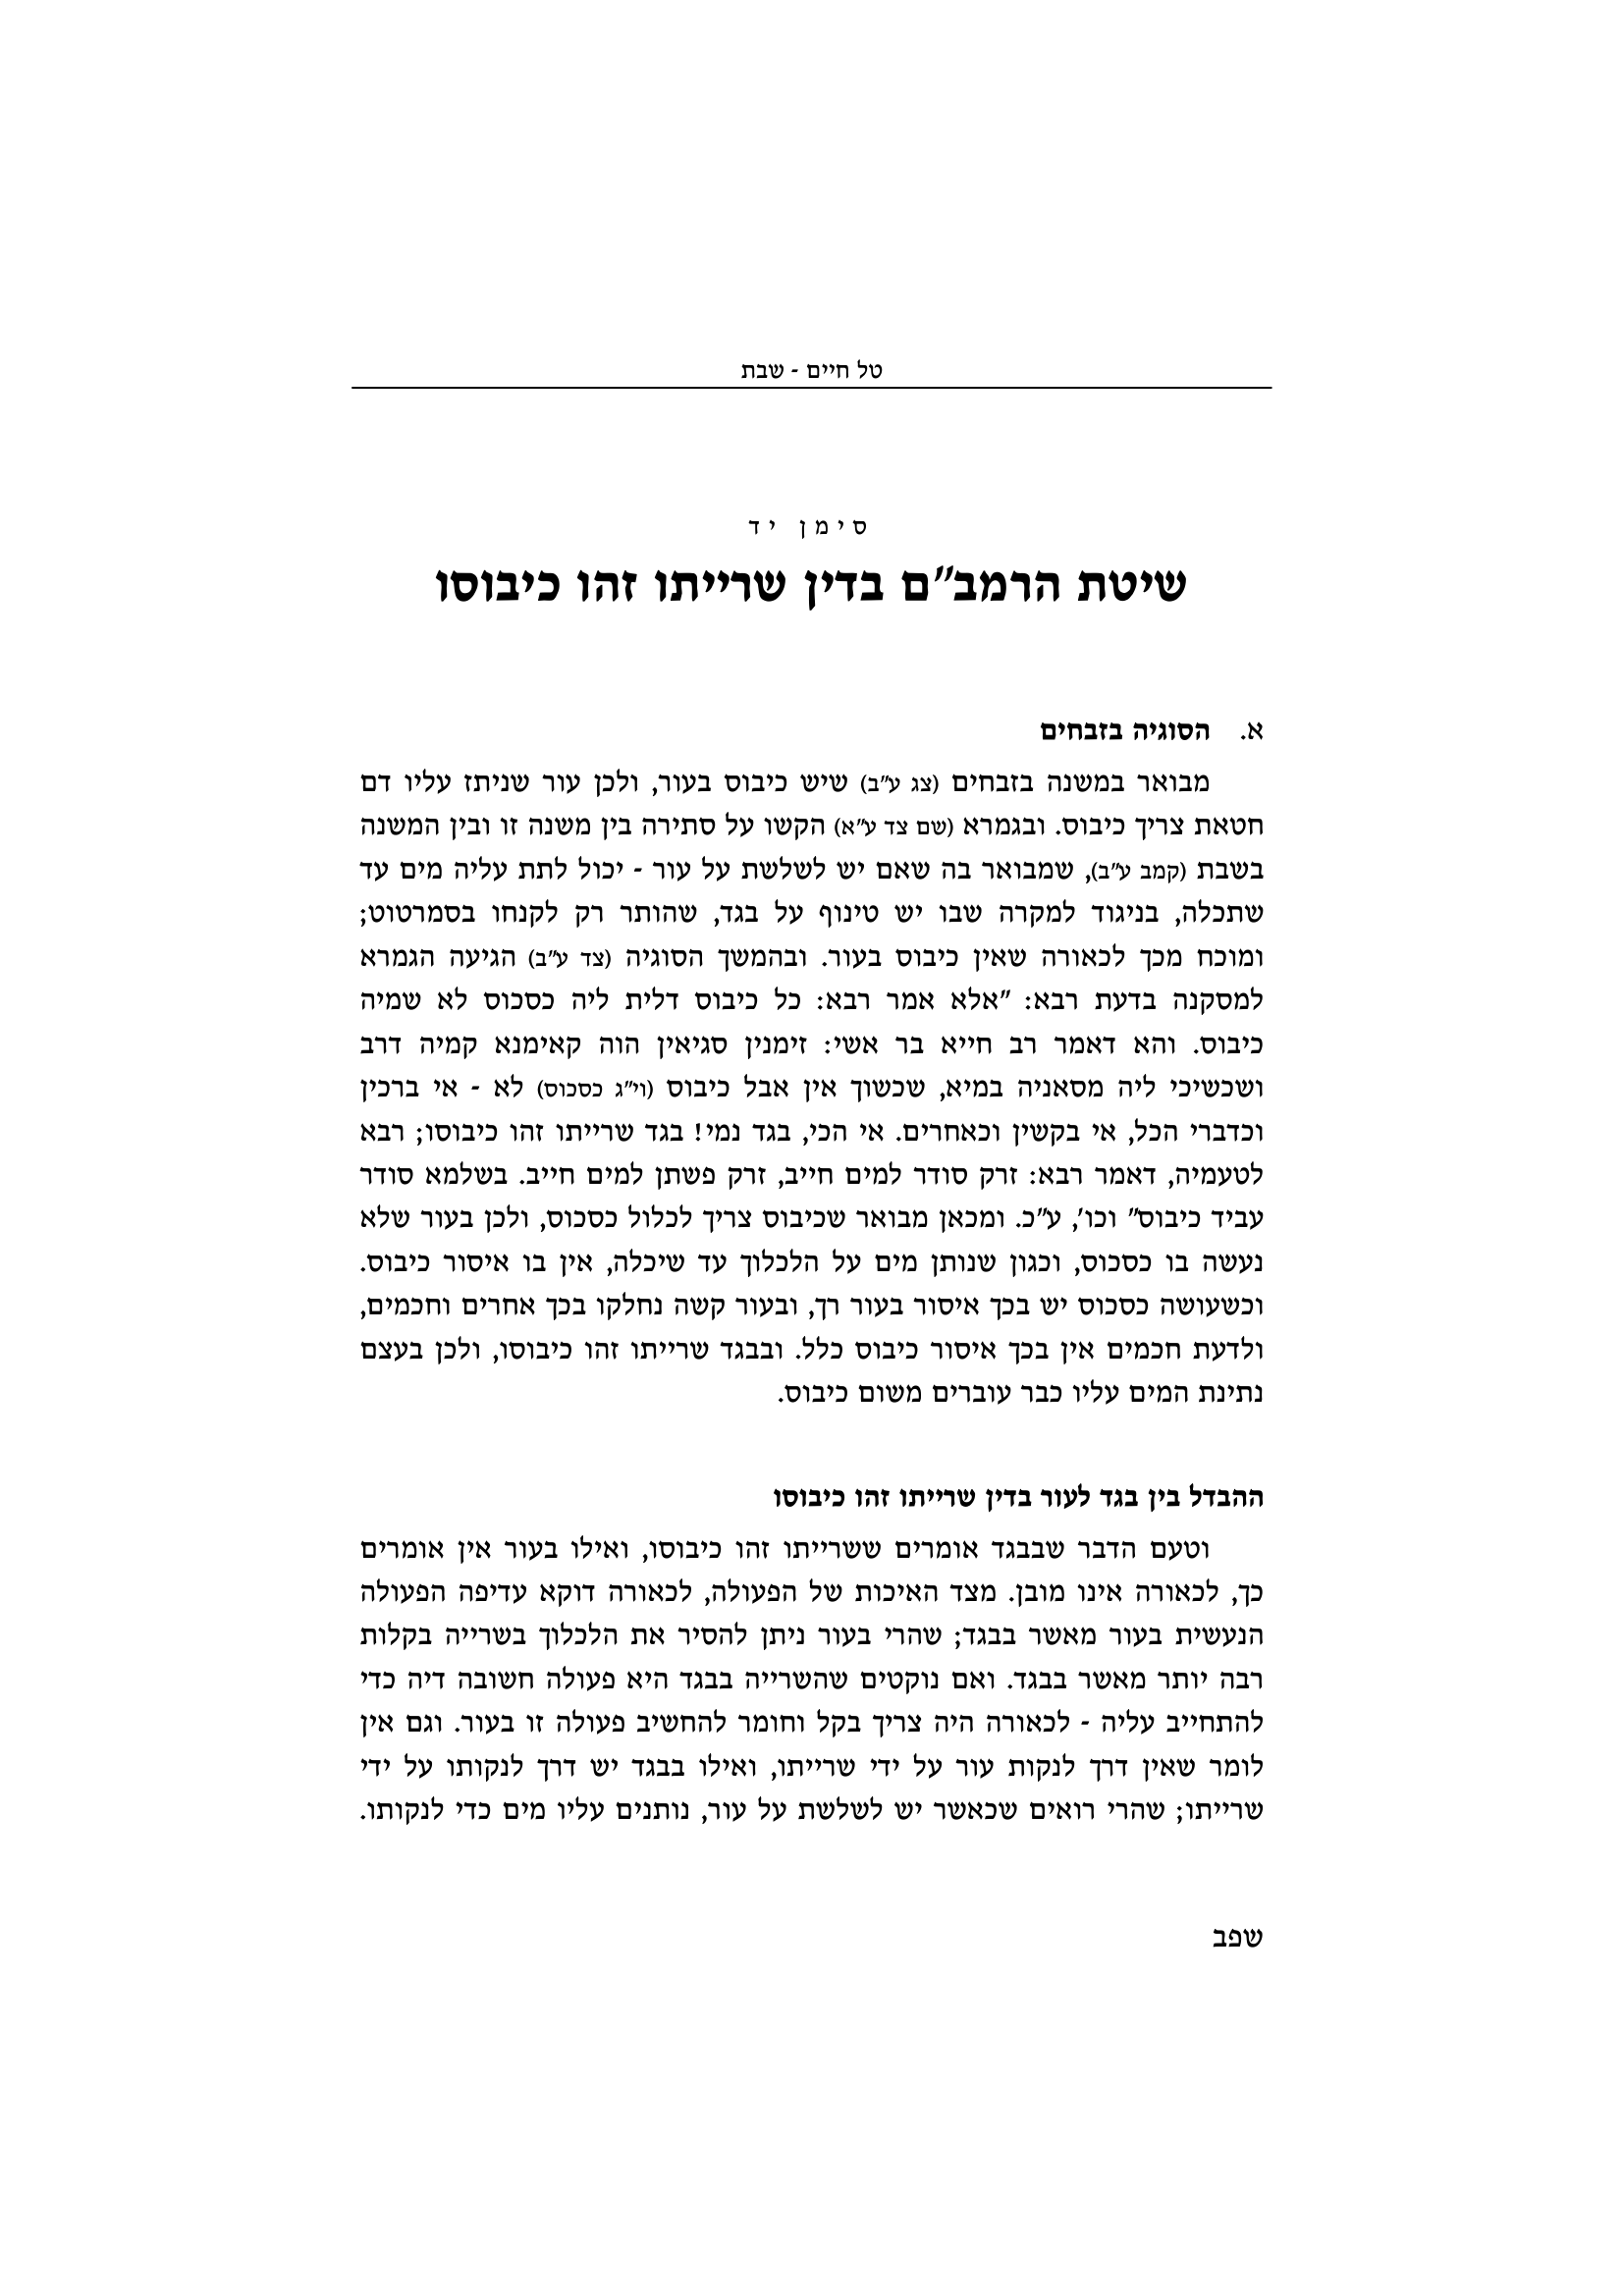 טל חיים - שבת
סימן יד
שיטת הרמב"ם בדין שרייתו זהו כיבוסו
א. הסוגיה בזבחים
מבואר במשנה בזבחים (צג ע"ב) שיש כיבוס בעור, ולכן עור שניתז עליו דם
חטאת צריך כיבוס. ובגמרא (שם צד ע"א) הקשו על סתירה בין משנה זו ובין המשנה
בשבת (קמב ע"ב), שמבואר בה שאם יש לשלשת על עור - יכול לתת עליה מים עד
שתכלה, בניגוד למקרה שבו יש טינוף על בגד, שהותר רק לקנחו בסמרטוט;
ומוכח מכך לכאורה שאין כיבוס בעור. ובהמשך הסוגיה (צד ע"ב) הגיעה הגמרא
למסקנה בדעת רבא: "אלא אמר רבא: כל כיבוס דלית ליה כסכוס לא שמיה
כיבוס. והא דאמר רב חייא בר אשי: זימנין סגיאין הוה קאימנא קמיה דרב
ושכשיכי ליה מסאניה במיא, שכשוך אין אבל כיבוס (וי"ג כסכוס) לא - אי ברכין
וכדברי הכל, אי בקשין וכאחרים. אי הכי, בגד נמי! בגד שרייתו זהו כיבוסו; רבא
לטעמיה, דאמר רבא: זרק סודר למים חייב, זרק פשתן למים חייב. בשלמא סודר
עביד כיבוס" וכו', ע"כ. ומכאן מבואר שכיבוס צריך לכלול כסכוס, ולכן בעור שלא
נעשה בו כסכוס, וכגון שנותן מים על הלכלוך עד שיכלה, אין בו איסור כיבוס.
וכשעושה כסכוס יש בכך איסור בעור רך, ובעור קשה נחלקו בכך אחרים וחכמים,
ולדעת חכמים אין בכך איסור כיבוס כלל. ובבגד שרייתו זהו כיבוסו, ולכן בעצם
נתינת המים עליו כבר עוברים משום כיבוס.
ההבדל בין בגד לעור בדין שרייתו זהו כיבוסו
וטעם הדבר שבבגד אומרים ששרייתו זהו כיבוסו, ואילו בעור אין אומרים
כך, לכאורה אינו מובן. מצד האיכות של הפעולה, לכאורה דוקא עדיפה הפעולה
הנעשית בעור מאשר בבגד; שהרי בעור ניתן להסיר את הלכלוך בשרייה בקלות
רבה יותר מאשר בבגד. ואם נוקטים שהשרייה בבגד היא פעולה חשובה דיה כדי
להתחייב עליה - לכאורה היה צריך בקל וחומר להחשיב פעולה זו בעור. וגם אין
לומר שאין דרך לנקות עור על ידי שרייתו, ואילו בבגד יש דרך לנקותו על ידי
שרייתו; שהרי רואים שכאשר יש לשלשת על עור, נותנים עליו מים כדי לנקותו.
שפב